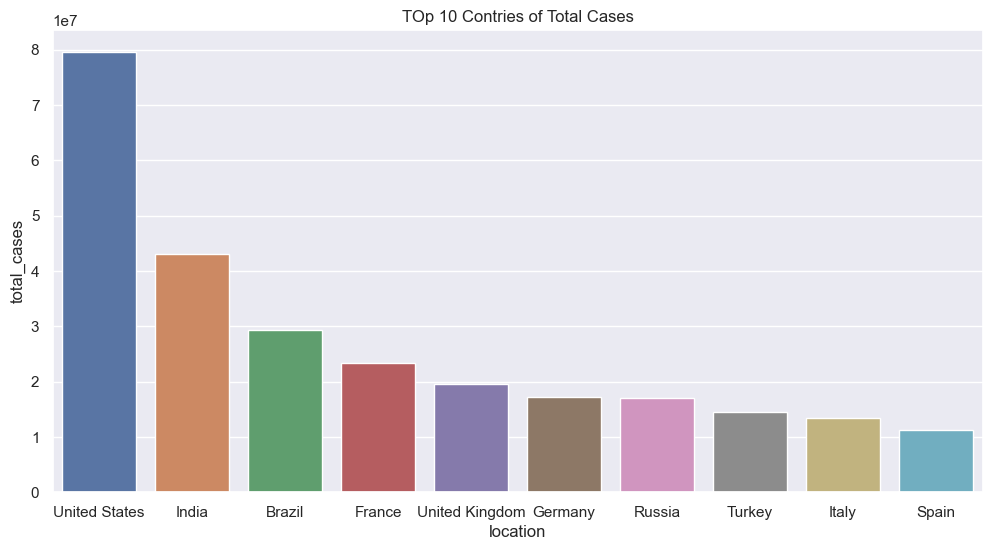 TOp 10 Contries of Total Cases
1e7
8
7
6
5
4
3
2
1
0
total_cases
United States India Brazil France United Kingdom Germany Russia Turkey Italy Spain
location